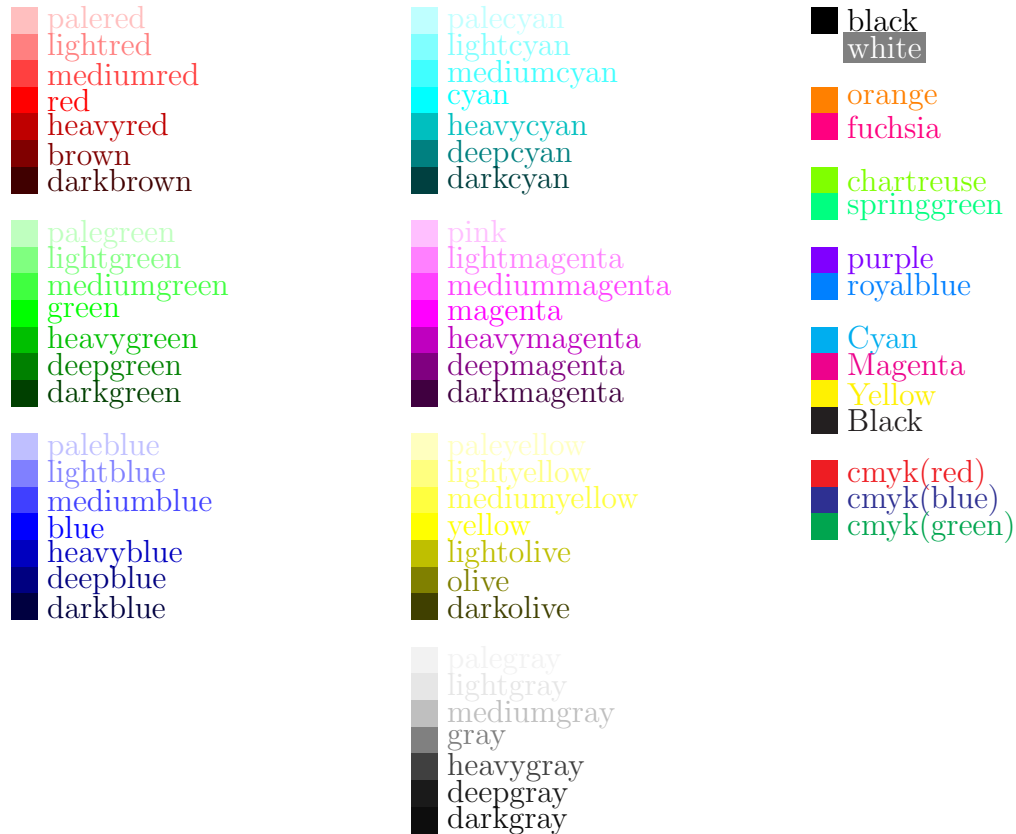 palered
lightred
mediumred
red
heavyred
brown
darkbrown
palegreen
lightgreen
mediumgreen
green
heavygreen
deepgreen
darkgreen
paleblue
lightblue
mediumblue
blue
heavyblue
deepblue
darkblue
palecyan
lightcyan
mediumcyan
cyan
heavycyan
deepcyan
darkcyan
pink
lightmagenta
mediummagenta
magenta
heavymagenta
deepmagenta
darkmagenta
paleyellow
lightyellow
mediumyellow
yellow
lightolive
olive
darkolive
palegray
lightgray
mediumgray
gray
heavygray
deepgray
darkgray
black
white
orange
fuchsia
chartreuse
springgreen
purple
royalblue
Cyan
Magenta
Yellow
Black
cmyk(red)
cmyk(blue)
cmyk(green)